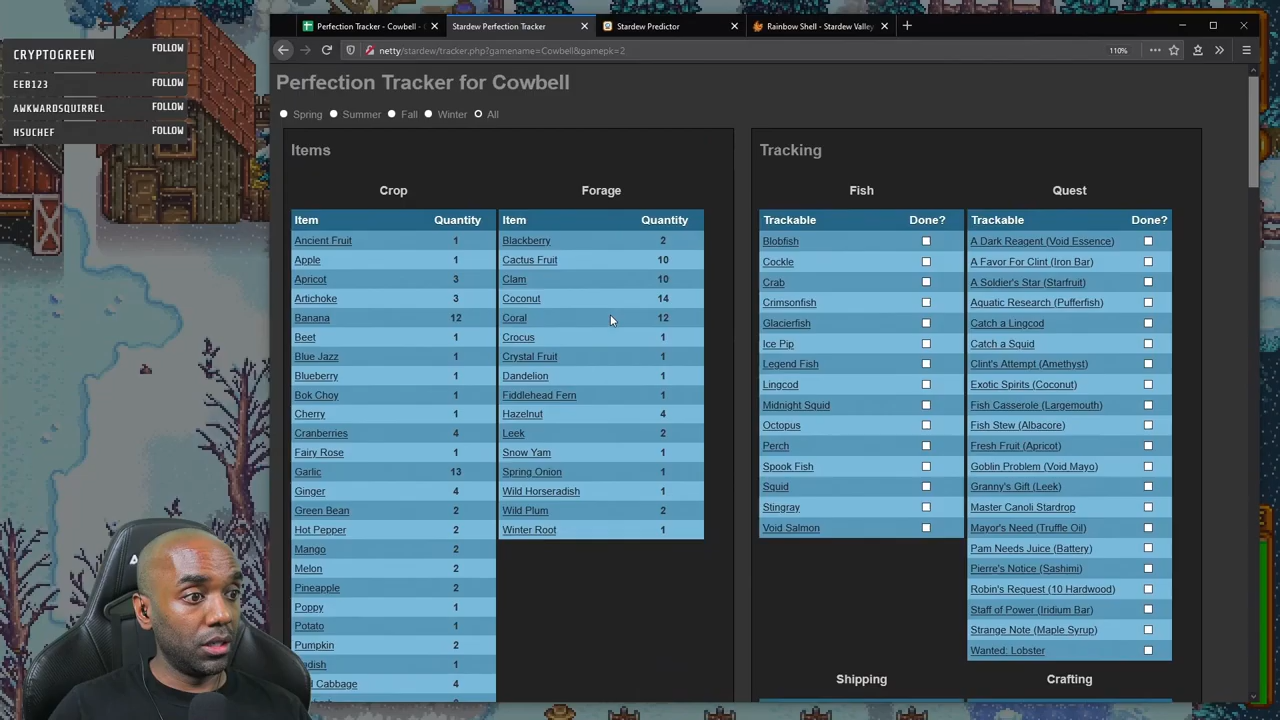 CRYPTOGREEN FOLLOW
EEB123 FOLLOW
AWKWARDSQUIRREL FOLLOW
HSUCHEF FOLLOW
Perfection Tracker - Cowbell -
Stardew Perfection Tracker
Stardew Predictor
Rainbow Shell - Stardew Valley
netty/stardew/tracker.php?gamename=Cowbell&gamepk=2
110%
Perfection Tracker for Cowbell
Spring Summer Fall Winter All
Items
Crop
Item Quantity
Ancient Fruit 1
Apple 1
Apricot 3
Artichoke 3
Banana 12
Beet 1
Blue Jazz 1
Blueberry 1
Bok Choy 1
Cherry 1
Cranberries 4
Fairy Rose 1
Garlic 13
Ginger 4
Green Bean 2
Hot Pepper 2
Mango 2
Melon 2
Pineapple 2
Poppy 1
Potato 1
Pumpkin 2
adish 1
d Cabbage 4
Forage
Item Quantity
Blackberry 2
Cactus Fruit 10
Clam 10
Coconut 14
Coral 12
Crocus 1
Crystal Fruit 1
Dandelion 1
Fiddlehead Fern 1
Hazelnut 4
Leek 2
Snow Yam 1
Spring Onion 1
Wild Horseradish 1
Wild Plum 2
Winter Root 1
Tracking
Fish
Trackable Done?
Blobfish
Cockle
Crab
Crimsonfish
Glacierfish
Ice Pip
Legend Fish
Lingcod
Midnight Squid
Octopus
Perch
Spook Fish
Squid
Stingray
Void Salmon
Quest
Trackable Done?
A Dark Reagent (Void Essence)
A Favor For Clint (Iron Bar)
A Soldier's Star (Starfruit)
Aquatic Research (Pufferfish)
Catch a Lingcod
Catch a Squid
Clint's Attempt (Amethyst)
Exotic Spirits (Coconut)
Fish Casserole (Largemouth)
Fish Stew (Albacore)
Fresh Fruit (Apricot)
Goblin Problem (Void Mayo)
Granny's Gift (Leek)
Master Canoli Stardrop
Mayor's Need (Truffle Oil)
Pam Needs Juice (Battery)
Pierre's Notice (Sashimi)
Robin's Request (10 Hardwood)
Staff of Power (Iridium Bar)
Strange Note (Maple Syrup)
Wanted: Lobster
Shipping
Crafting